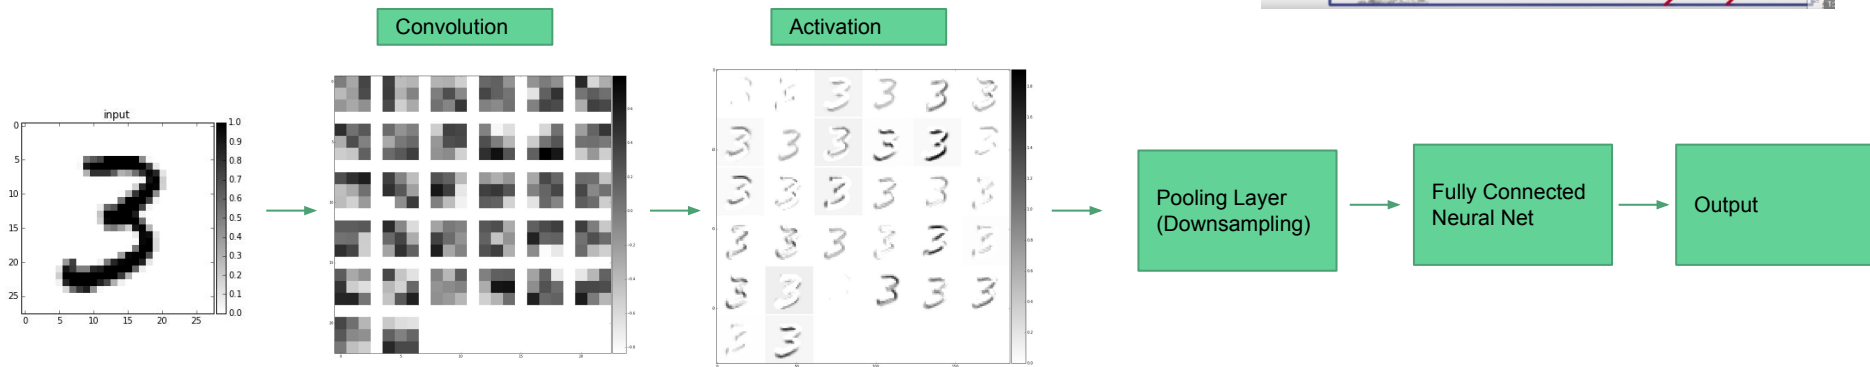 Convolution
Activation
input
0
5
10
15
20
25
0 5 10 15 20 25
1.0
0.9
0.8
0.7
0.6
0.5
0.4
0.3
0.2
0.1
0.0
Pooling Layer
(Downsampling)
Fully Connected
Neural Net
Output